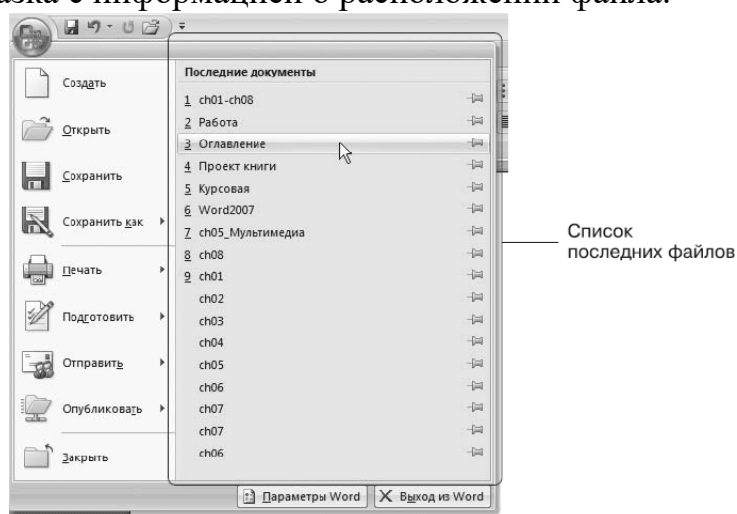 азка с информацией о расположении файла.
Создать
Открыть
Сохранить
Сохранить как
Печать
Подготовить
Отправить
Опубликовать
Закрыть
Последние документы
1 ch01-ch08
2 Работа
3 Оглавление
4 Проект книги
5 Курсовая
6 Word2007
7 ch05_Мультимедиа
8 ch08
9 ch01
ch02
ch03
ch04
ch05
ch06
ch07
ch07
ch06
Параметры Word
Выход из Word
Список
последних файлов